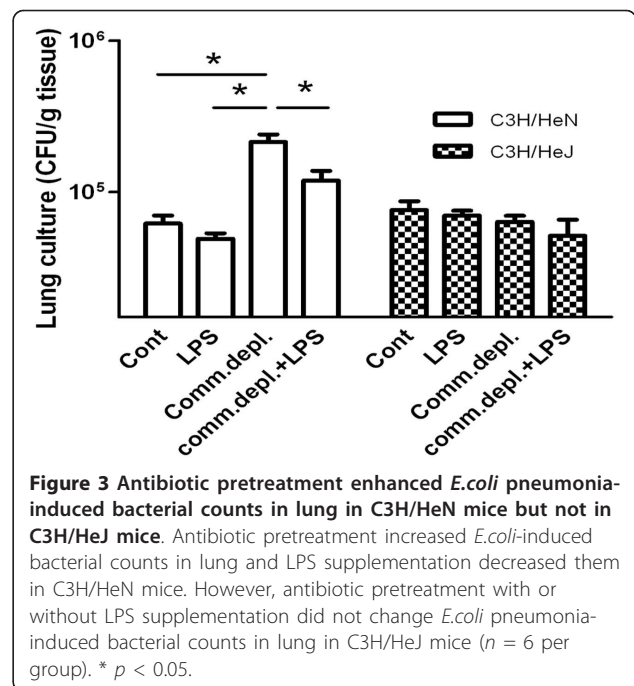 10⁶
Lung culture (CFU/g tissue)
* * *
C3H/HeN
C3H/HeJ
10⁵
Cont
LPS
Comm.depl.
comm.depl.+LPS
Cont
LPS
Comm.depl.
comm.depl.+LPS
Figure 3 Antibiotic pretreatment enhanced E.coli pneumonia-
induced bacterial counts in lung in C3H/HeN mice but not in
C3H/HeJ mice. Antibiotic pretreatment increased E.coli-induced
bacterial counts in lung and LPS supplementation decreased them
in C3H/HeN mice. However, antibiotic pretreatment with or
without LPS supplementation did not change E.coli pneumonia-
induced bacterial counts in lung in C3H/HeJ mice (n = 6 per
group). * p < 0.05.